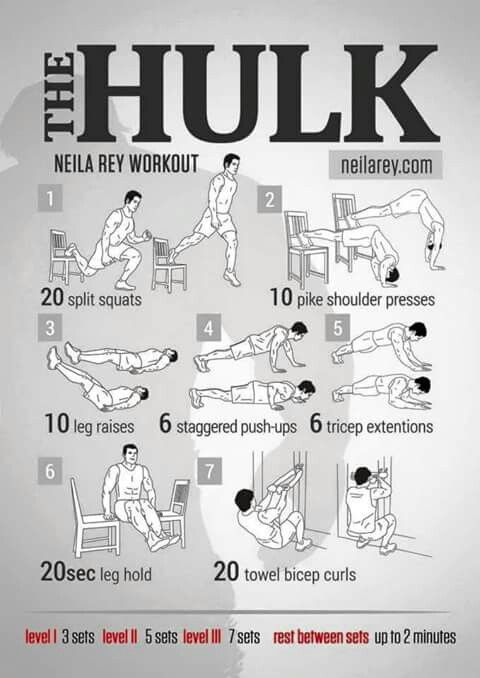 THE HULK
NEILA REY WORKOUT
neilarey.com
1
2
20 split squats
10 pike shoulder presses
3
4
5
10 leg raises
6 staggered push-ups
6 tricep extentions
6
7
20sec leg hold
20 towel bicep curls
level I 3 sets level II 5 sets level III 7 sets rest between sets up to 2 minutes